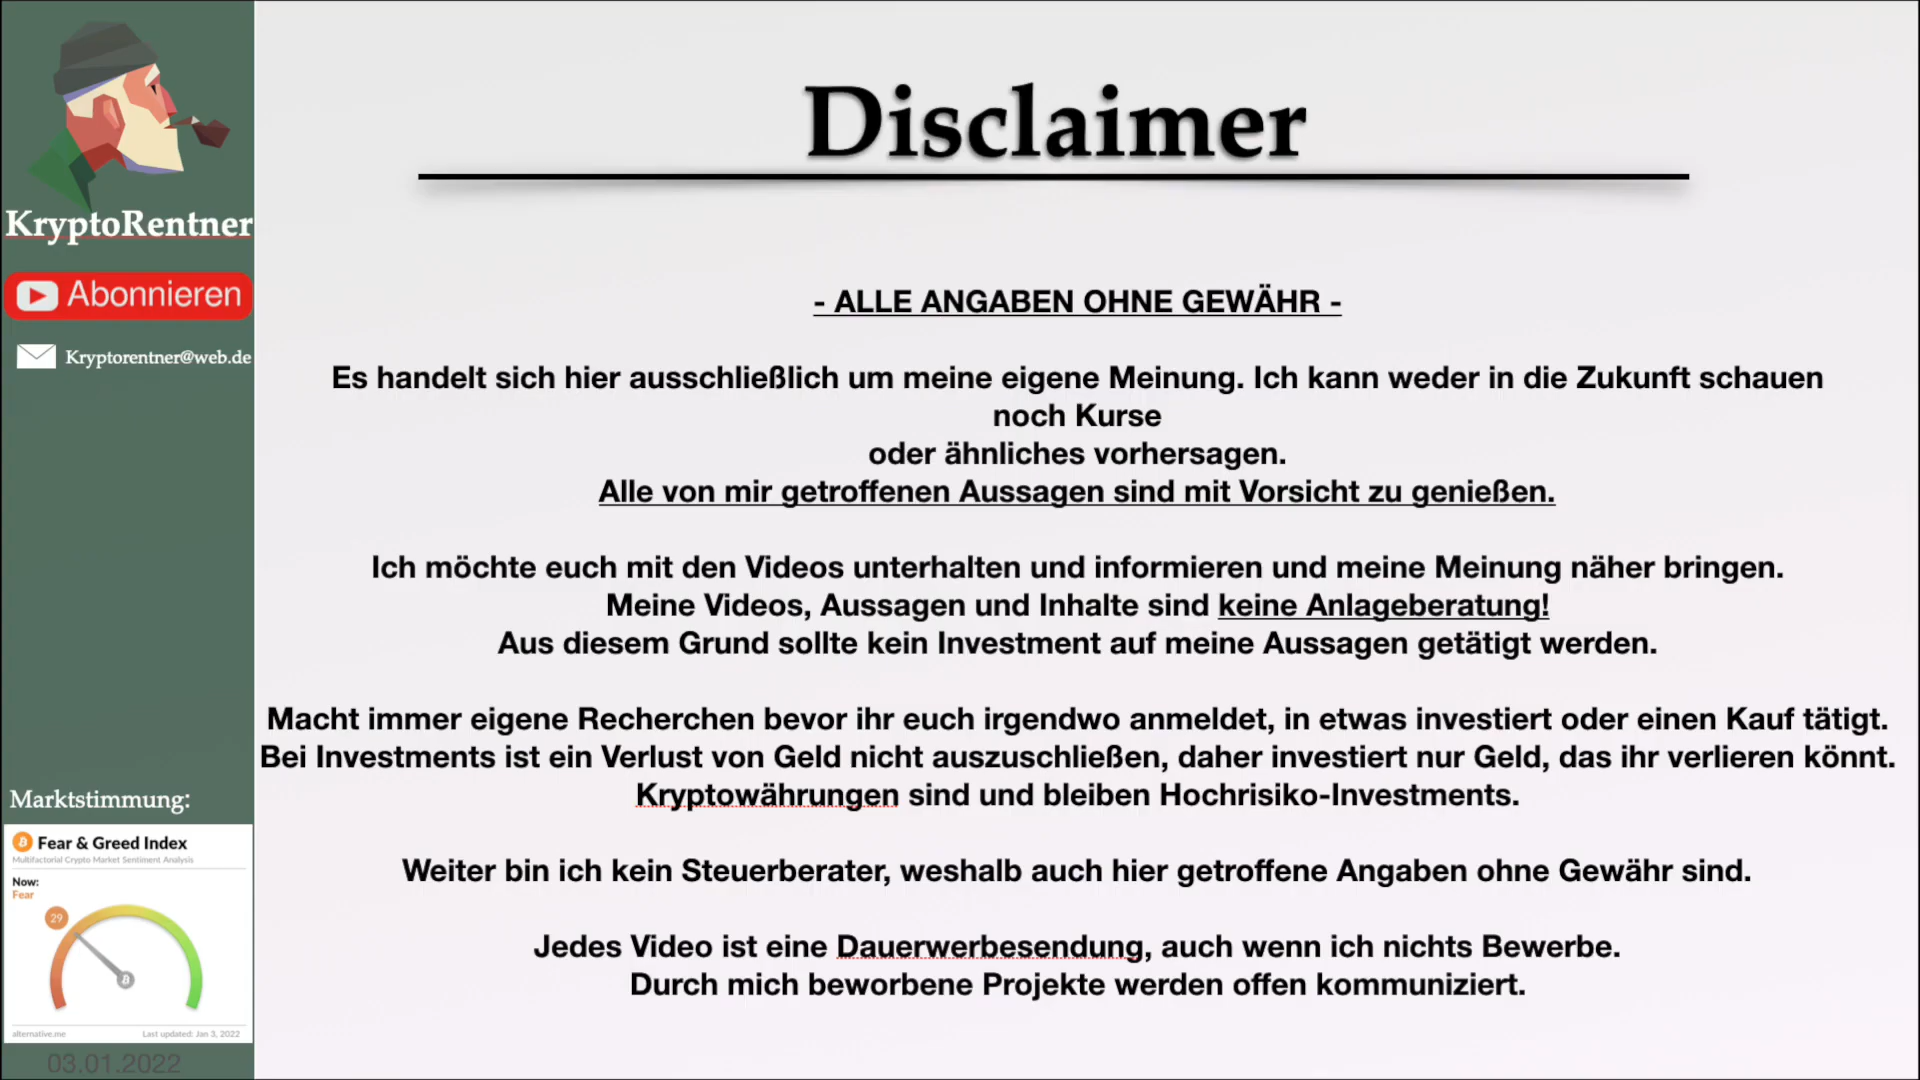 KryptoRentner
Abonnieren
Kryptorentner@web.de
Marktstimmung:
Fear & Greed Index
Multifactorial Crypto Market Sentiment Analysis
Now:
Fear
29
alternative.me
Last updated: Jan 3, 2022
03.01.2022
Disclaimer
- ALLE ANGABEN OHNE GEWÄHR -
Es handelt sich hier ausschließlich um meine eigene Meinung. Ich kann weder in die Zukunft schauen
noch Kurse
oder ähnliches vorhersagen.
Alle von mir getroffenen Aussagen sind mit Vorsicht zu genießen.
Ich möchte euch mit den Videos unterhalten und informieren und meine Meinung näher bringen.
Meine Videos, Aussagen und Inhalte sind keine Anlageberatung!
Aus diesem Grund sollte kein Investment auf meine Aussagen getätigt werden.
Macht immer eigene Recherchen bevor ihr euch irgendwo anmeldet, in etwas investiert oder einen Kauf tätigt.
Bei Investments ist ein Verlust von Geld nicht auszuschließen, daher investiert nur Geld, das ihr verlieren könnt.
Kryptowährungen sind und bleiben Hochrisiko-Investments.
Weiter bin ich kein Steuerberater, weshalb auch hier getroffene Angaben ohne Gewähr sind.
Jedes Video ist eine Dauerwerbesendung, auch wenn ich nichts Bewerbe.
Durch mich beworbene Projekte werden offen kommuniziert.